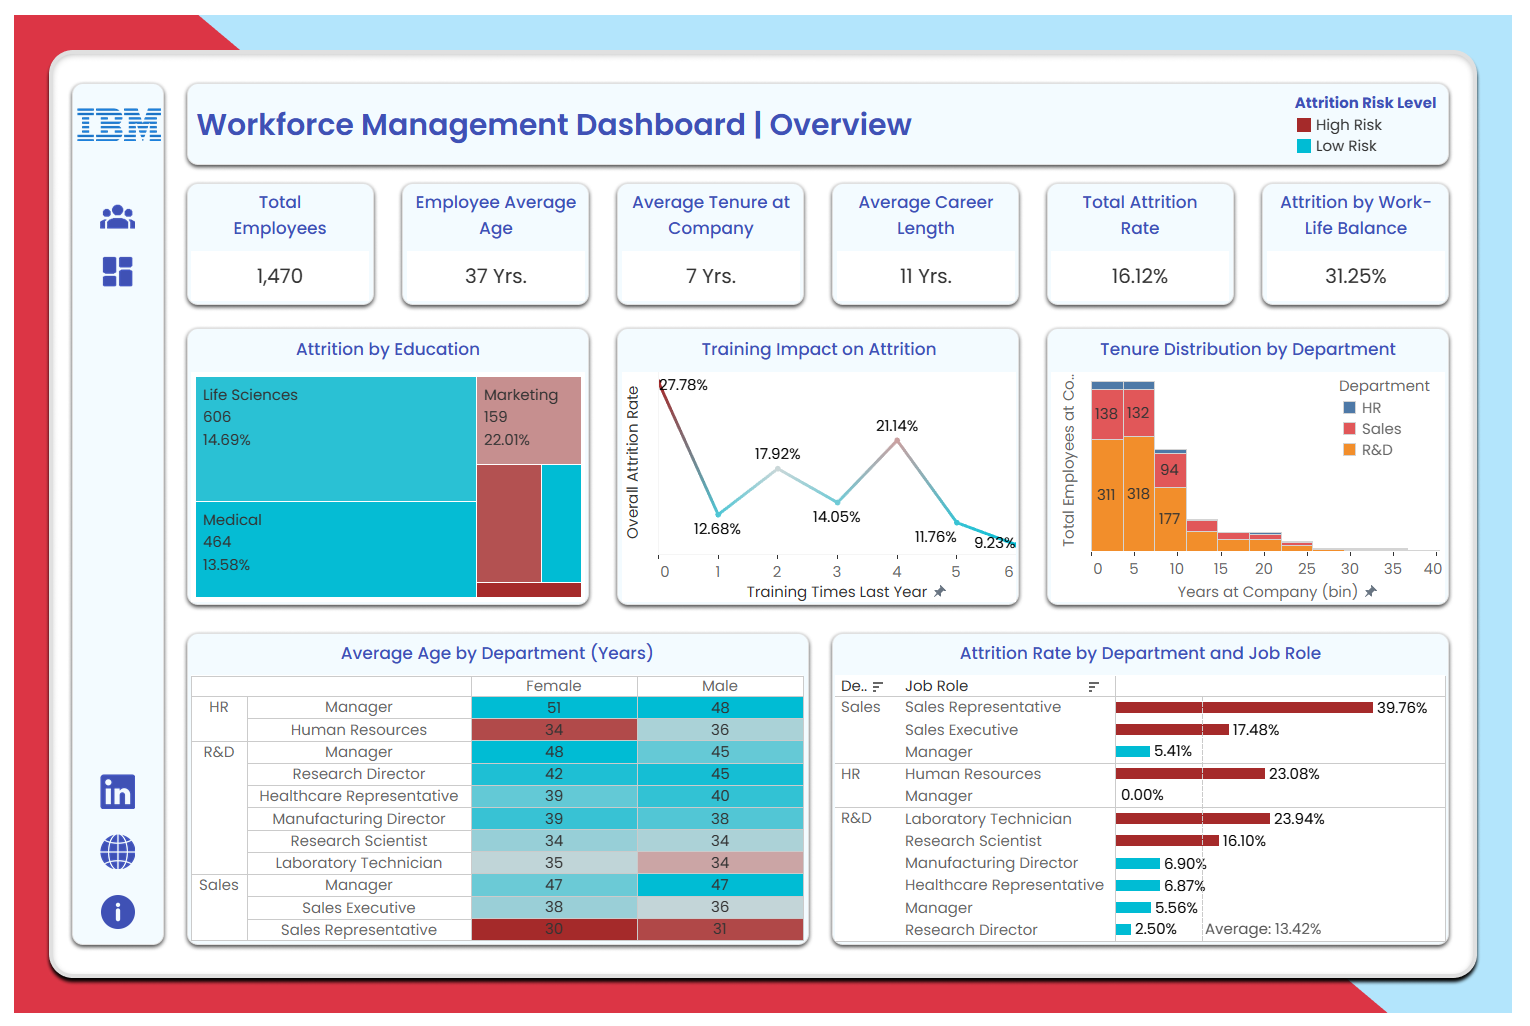 IBM
Workforce Management Dashboard | Overview
Attrition Risk Level
High Risk
Low Risk
Total
Employees
1,470
Employee Average
Age
37 Yrs.
Average Tenure at
Company
7 Yrs.
Average Career
Length
11 Yrs.
Total Attrition
Rate
16.12%
Attrition by Work-
Life Balance
31.25%
Attrition by Education
Life Sciences
606
14.69%
Medical
464
13.58%
Marketing
159
22.01%
Training Impact on Attrition
Overall Attrition Rate
27.78%
12.68%
17.92%
14.05%
21.14%
11.76%
9.23%
0 1 2 3 4 5 6
Training Times Last Year
Tenure Distribution by Department
Total Employees at Co..
138 132
311 318
94
177
Department
HR
Sales
R&D
0 5 10 15 20 25 30 35 40
Years at Company (bin)
Average Age by Department (Years)
Female Male
HR Manager 51 48
Human Resources 34 36
R&D Manager 48 45
Research Director 42 45
Healthcare Representative 39 40
Manufacturing Director 39 38
Research Scientist 34 34
Laboratory Technician 35 34
Sales Manager 47 47
Sales Executive 38 36
Sales Representative 30 31
Attrition Rate by Department and Job Role
De.. Job Role
Sales Sales Representative 39.76%
Sales Executive 17.48%
Manager 5.41%
HR Human Resources 23.08%
Manager 0.00%
R&D Laboratory Technician 23.94%
Research Scientist 16.10%
Manufacturing Director 6.90%
Healthcare Representative 6.87%
Manager 5.56%
Research Director 2.50% Average: 13.42%
in
i